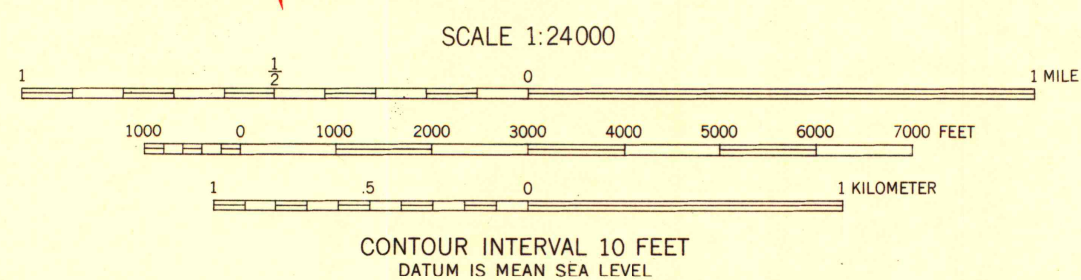 SCALE 1:24000
1 1/2 0 1 MILE
1000 0 1000 2000 3000 4000 5000 6000 7000 FEET
1 .5 0 1 KILOMETER
CONTOUR INTERVAL 10 FEET
DATUM IS MEAN SEA LEVEL